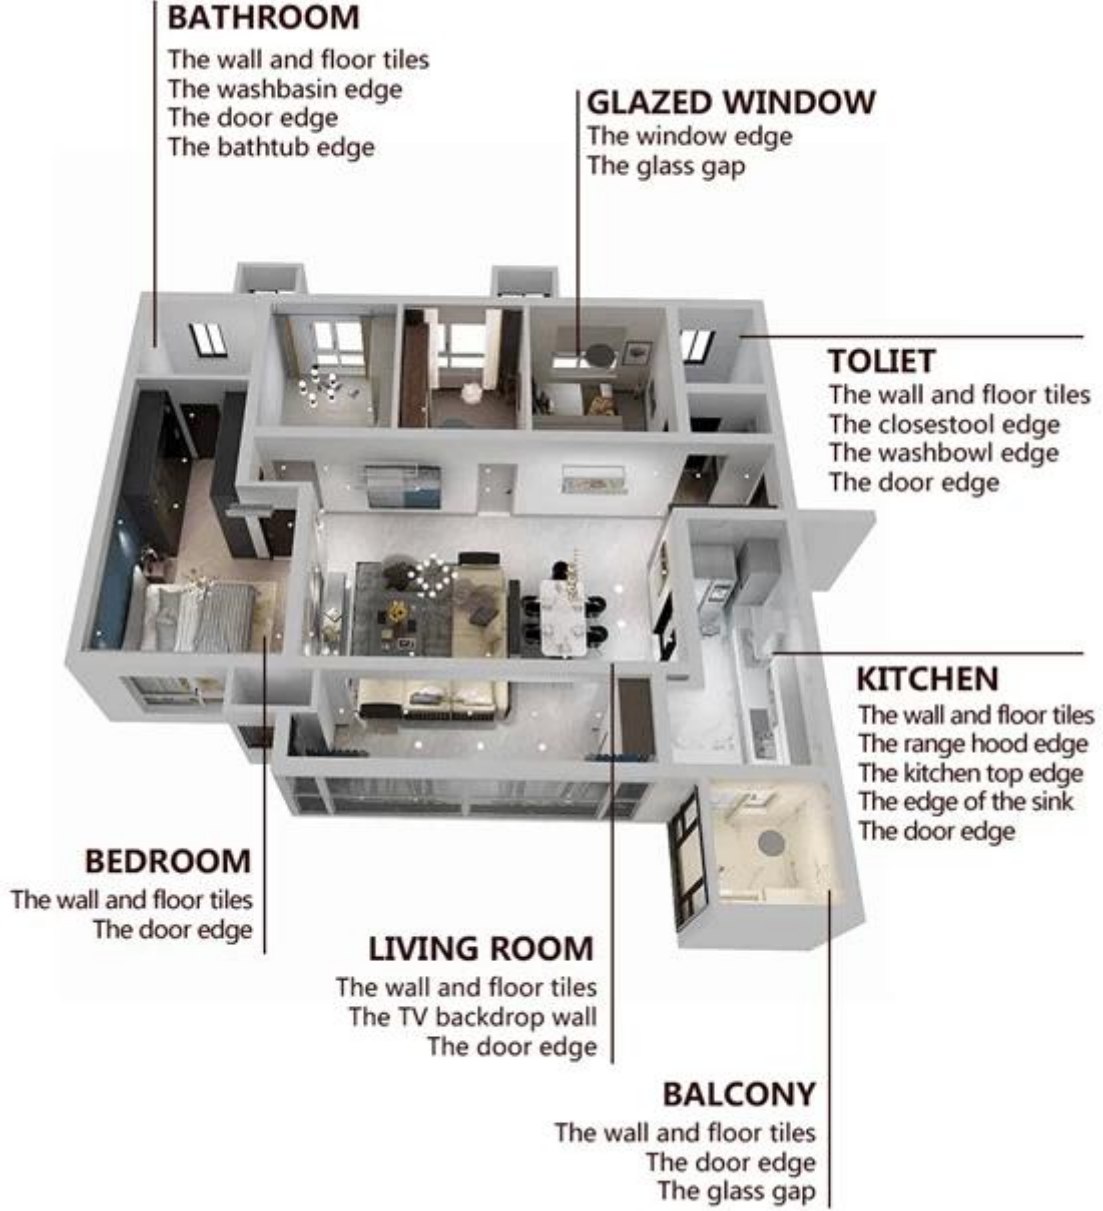 BATHROOM
The wall and floor tiles
The washbasin edge
The door edge
The bathtub edge
GLAZED WINDOW
The window edge
The glass gap
TOLIET
The wall and floor tiles
The closestool edge
The washbowl edge
The door edge
KITCHEN
The wall and floor tiles
The range hood edge
The kitchen top edge
The edge of the sink
The door edge
BEDROOM
The wall and floor tiles
The door edge
LIVING ROOM
The wall and floor tiles
The TV backdrop wall
The door edge
BALCONY
The wall and floor tiles
The door edge
The glass gap